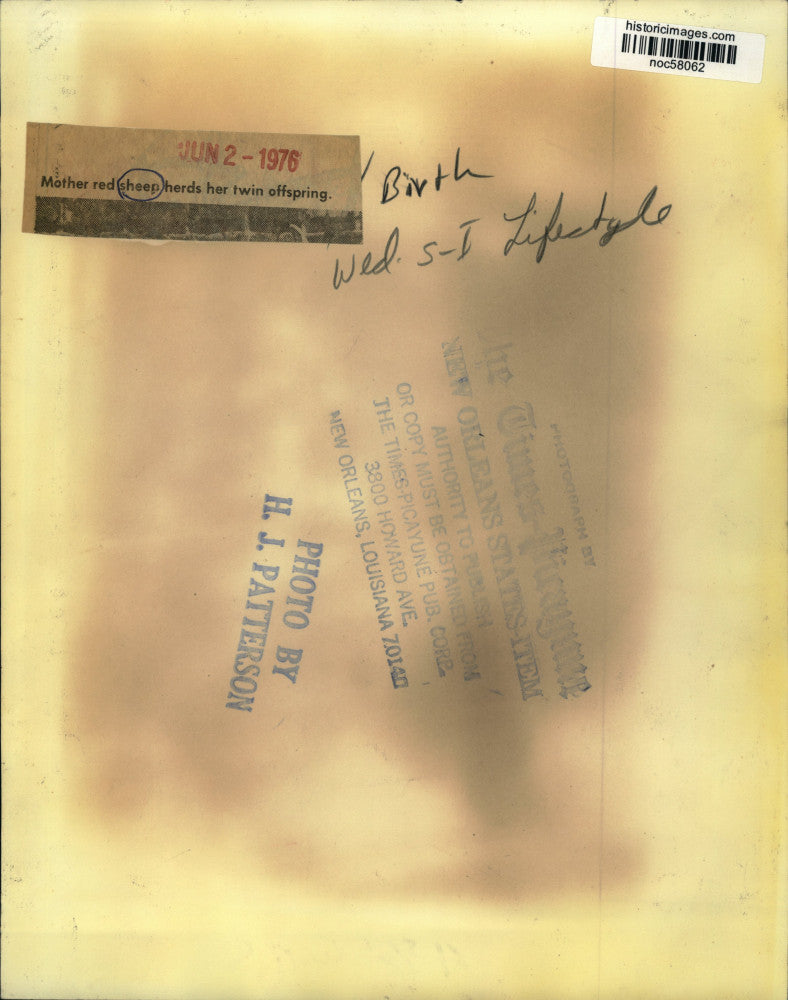 historicimages.com
noc58062
JUN 2 - 1976
Mother red sheep herds her twin offspring.
Birth
Wed. S-I Lifestyle
PHOTOGRAPH BY
The Times-Picayune
NEW ORLEANS STATES-ITEM
AUTHORITY TO PUBLISH
OR COPY MUST BE OBTAINED FROM
THE TIMES-PICAYUNE PUB. CORP.
3800 HOWARD AVE.
NEW ORLEANS, LOUISIANA 70140
PHOTO BY
H. J. PATTERSON